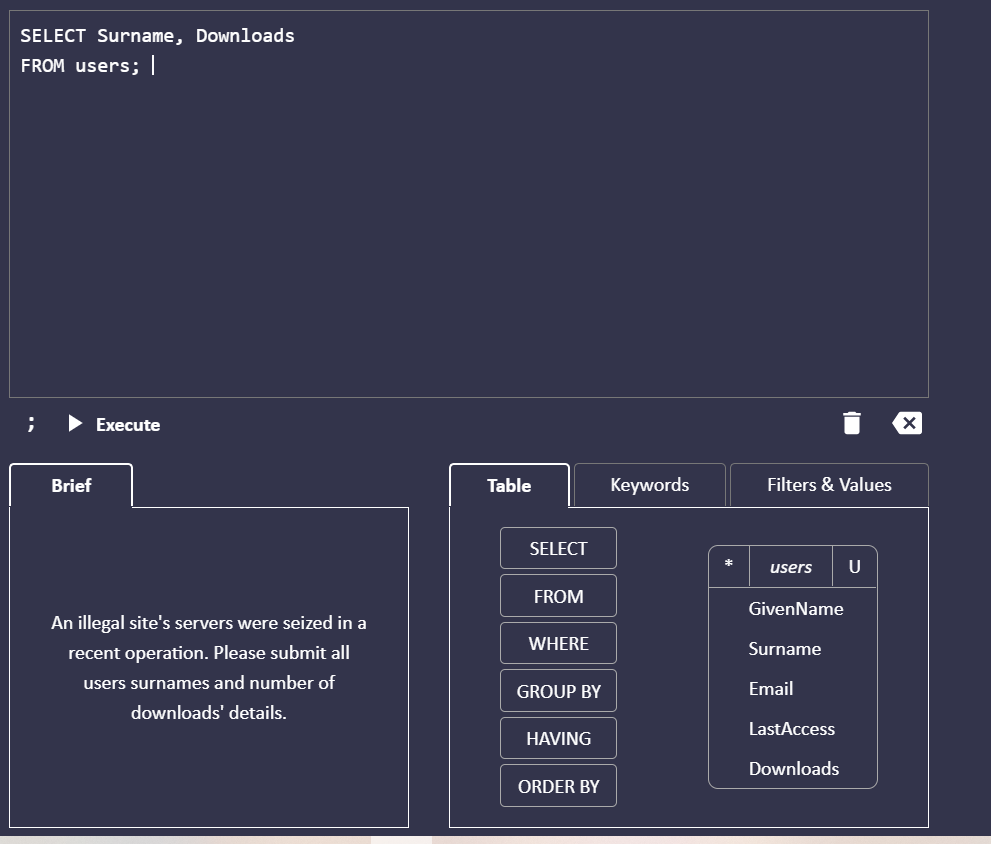 SELECT Surname, Downloads
FROM users;
; Execute
Brief
An illegal site's servers were seized in a
recent operation. Please submit all
users surnames and number of
downloads' details.
Table Keywords Filters & Values
SELECT
FROM
WHERE
GROUP BY
HAVING
ORDER BY
* users U
GivenName
Surname
Email
LastAccess
Downloads